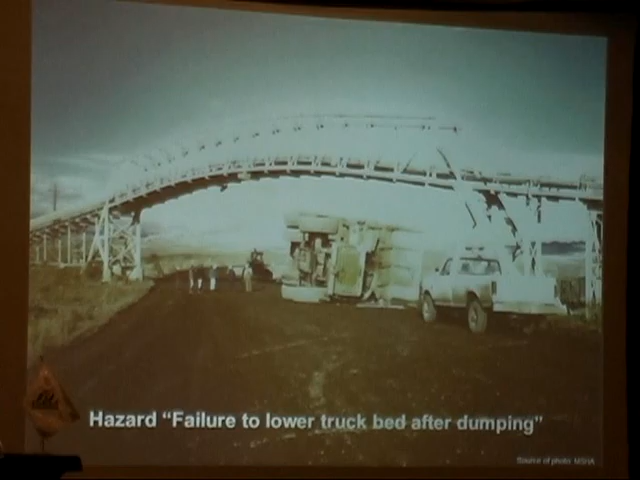 Hazard “Failure to lower truck bed after dumping"
Source of photo: MSHA